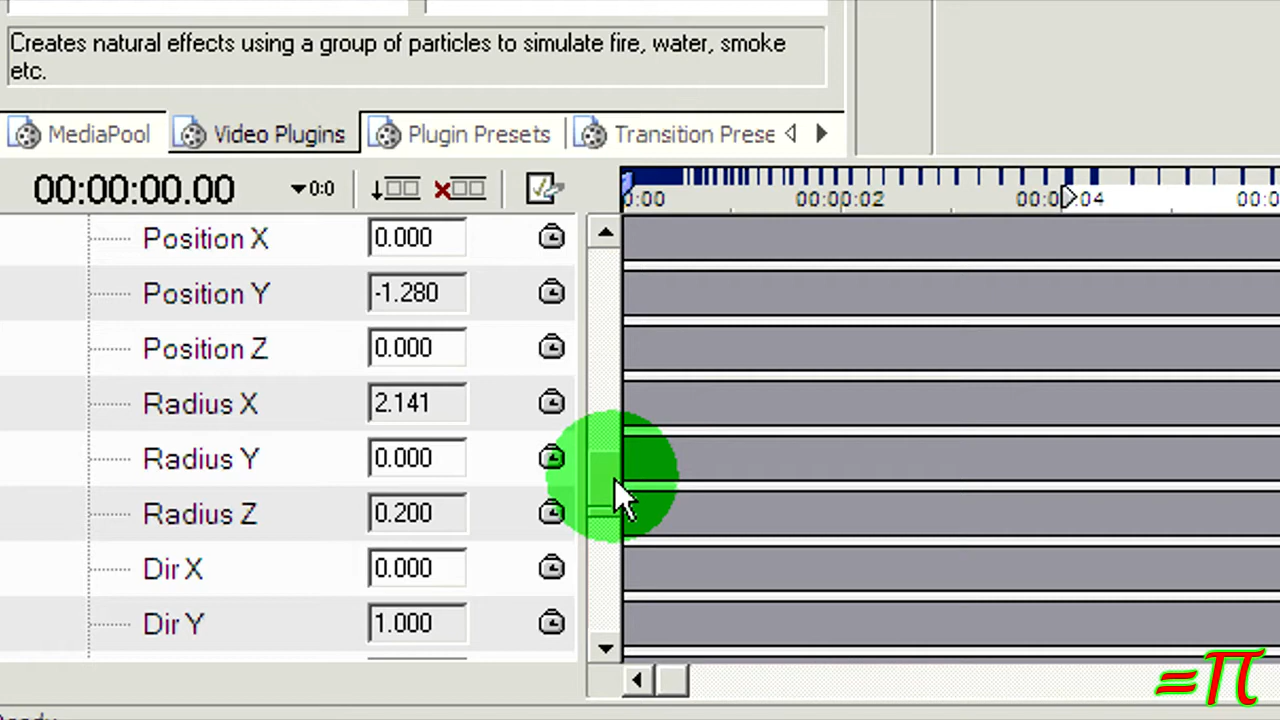 Creates natural effects using a group of particles to simulate fire, water, smoke
etc.
MediaPool Video Plugins Plugin Presets Transition Prese
00:00:00.00 0:0 0:00 00:00:02 00:00:04 00:0
Position X 0.000
Position Y -1.280
Position Z 0.000
Radius X 2.141
Radius Y 0.000
Radius Z 0.200
Dir X 0.000
Dir Y 1.000
=π